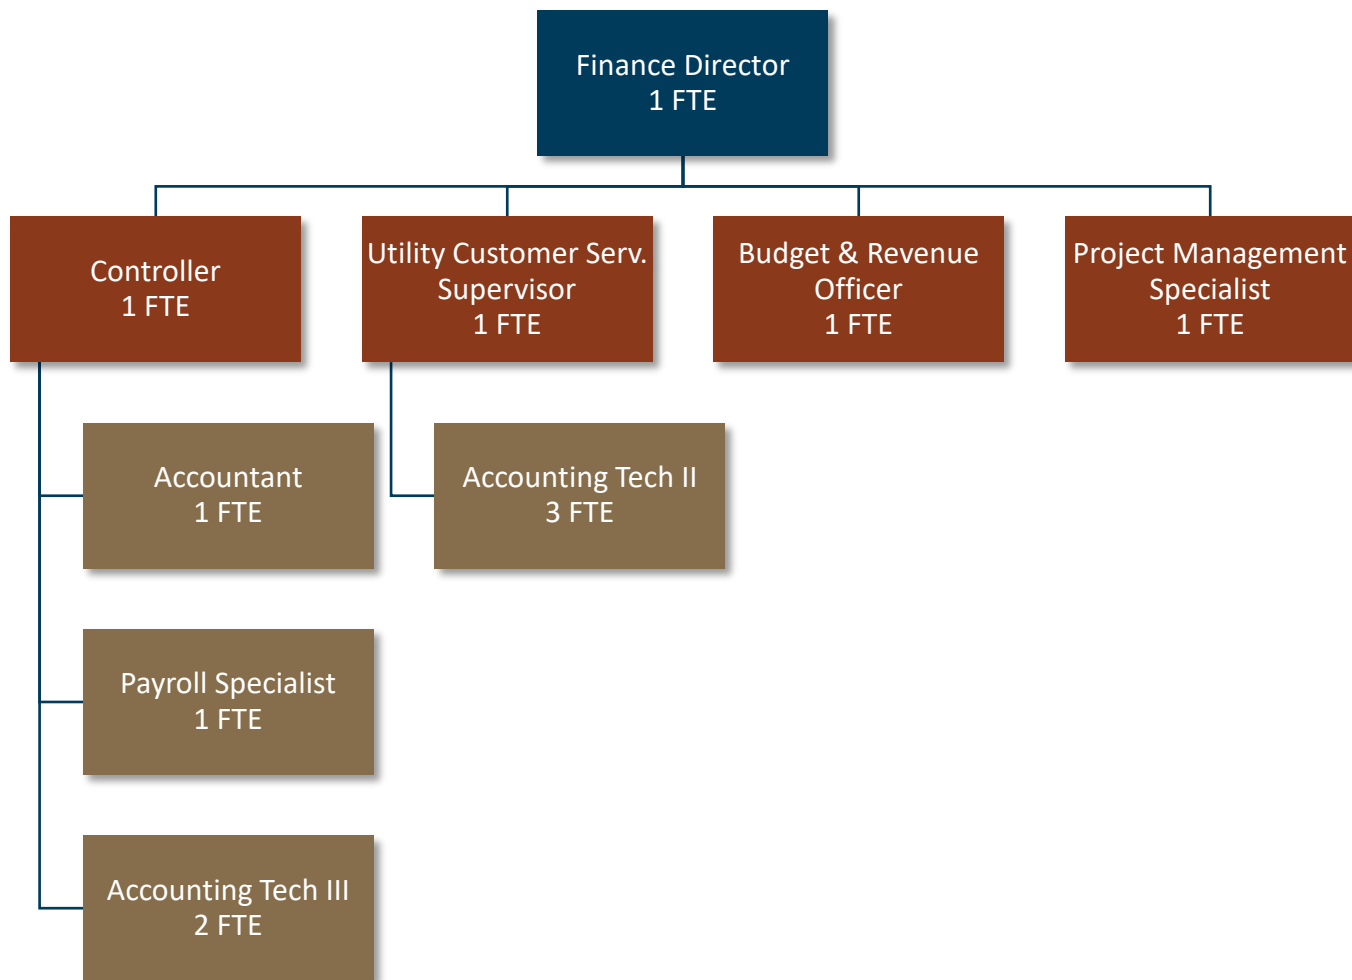 Finance Director
1 FTE
Controller
1 FTE
Utility Customer Serv.
Supervisor
1 FTE
Budget & Revenue
Officer
1 FTE
Project Management
Specialist
1 FTE
Accountant
1 FTE
Accounting Tech II
3 FTE
Payroll Specialist
1 FTE
Accounting Tech III
2 FTE